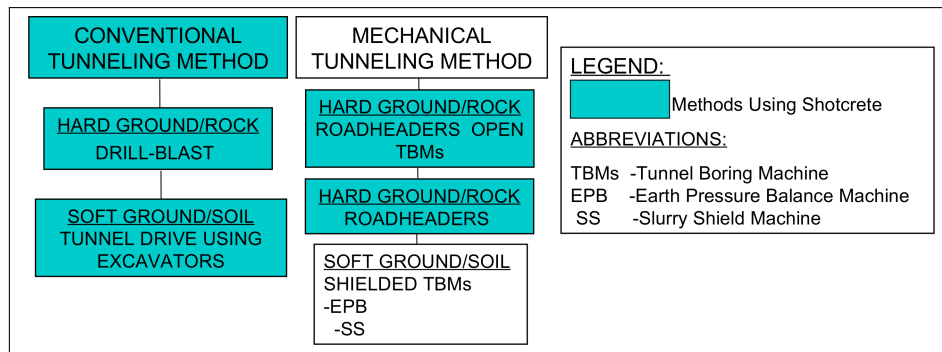 CONVENTIONAL
TUNNELING METHOD
HARD GROUND/ROCK
DRILL-BLAST
SOFT GROUND/SOIL
TUNNEL DRIVE USING
EXCAVATORS
MECHANICAL
TUNNELING METHOD
HARD GROUND/ROCK
ROADHEADERS OPEN
TBMs
HARD GROUND/ROCK
ROADHEADERS
SOFT GROUND/SOIL
SHIELDED TBMs
-EPB
-SS
LEGEND:
Methods Using Shotcrete
ABBREVIATIONS:
TBMs -Tunnel Boring Machine
EPB -Earth Pressure Balance Machine
SS -Slurry Shield Machine